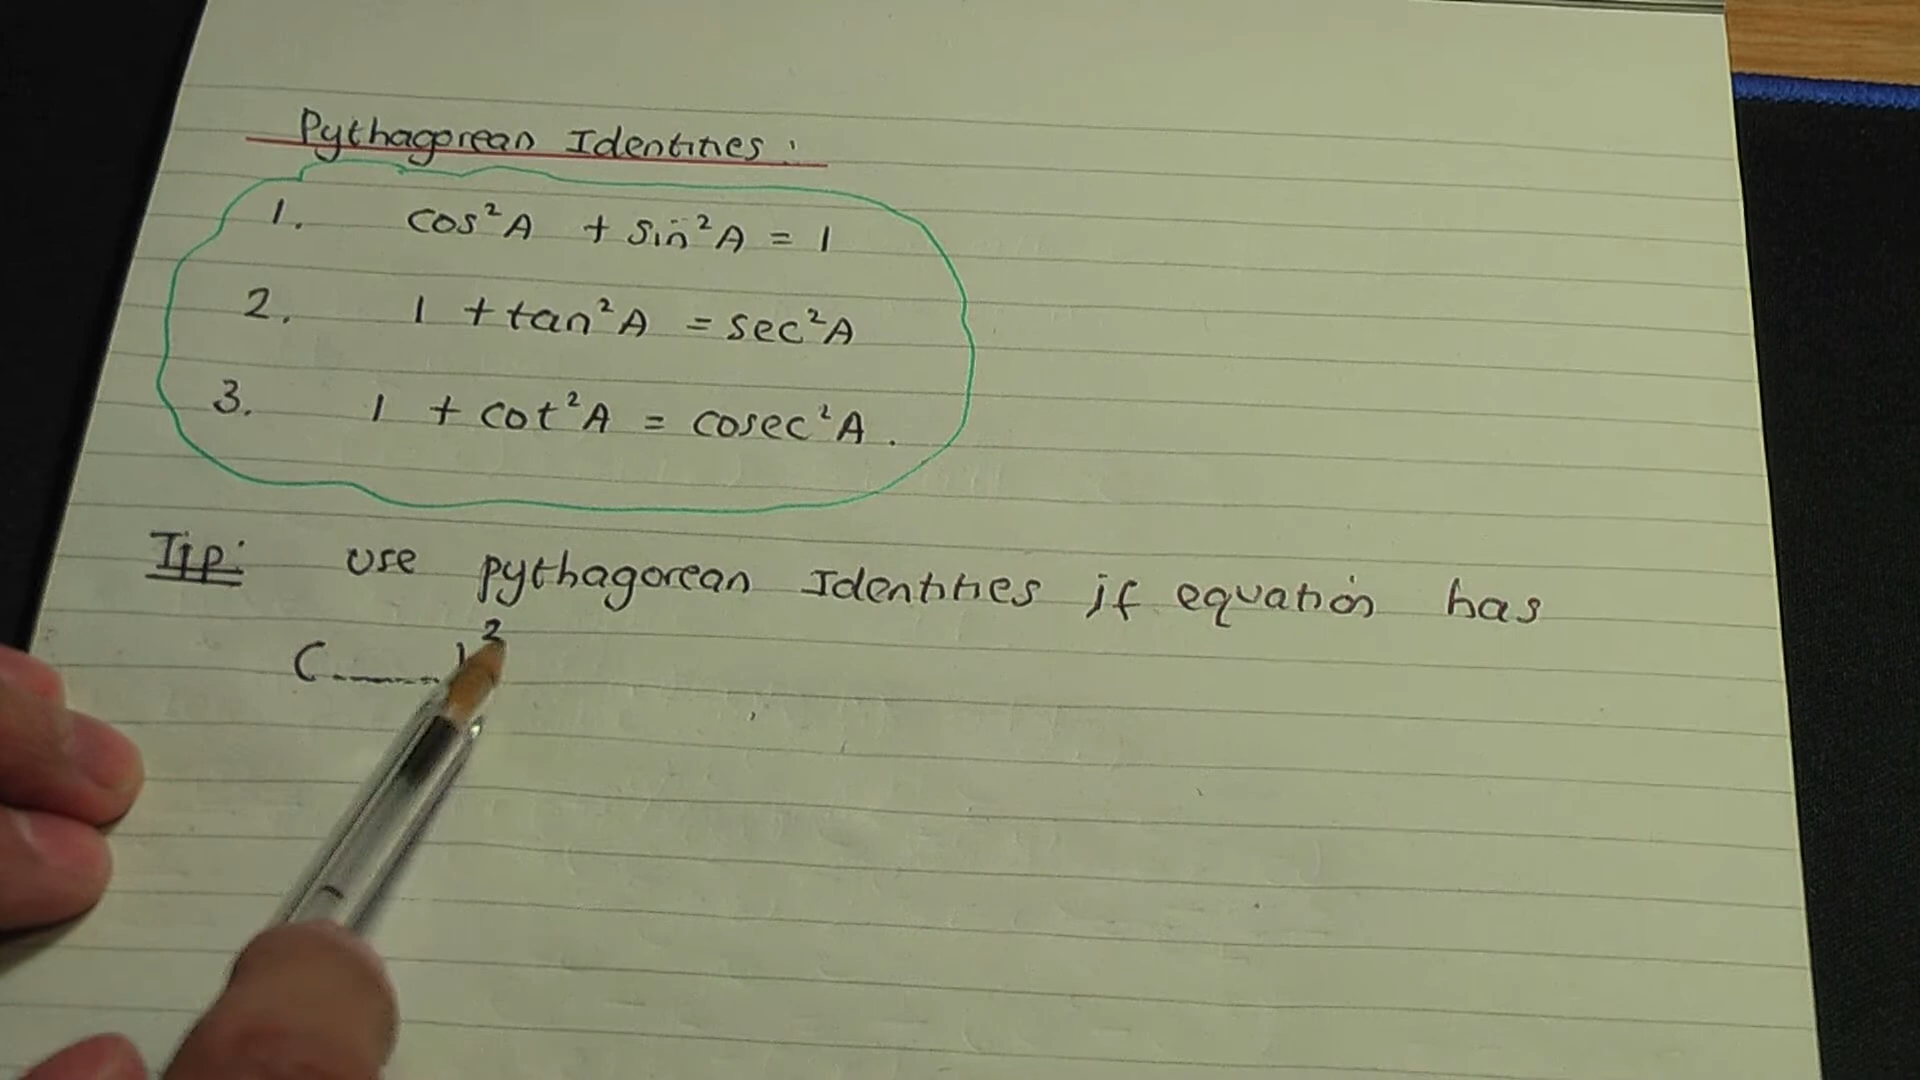 Pythagorean Identities:
1. cos²A + sin²A = 1
2. 1 + tan²A = sec²A
3. 1 + cot²A = cosec²A.
Tip: use pythagorean Identities if equation has
(......)²